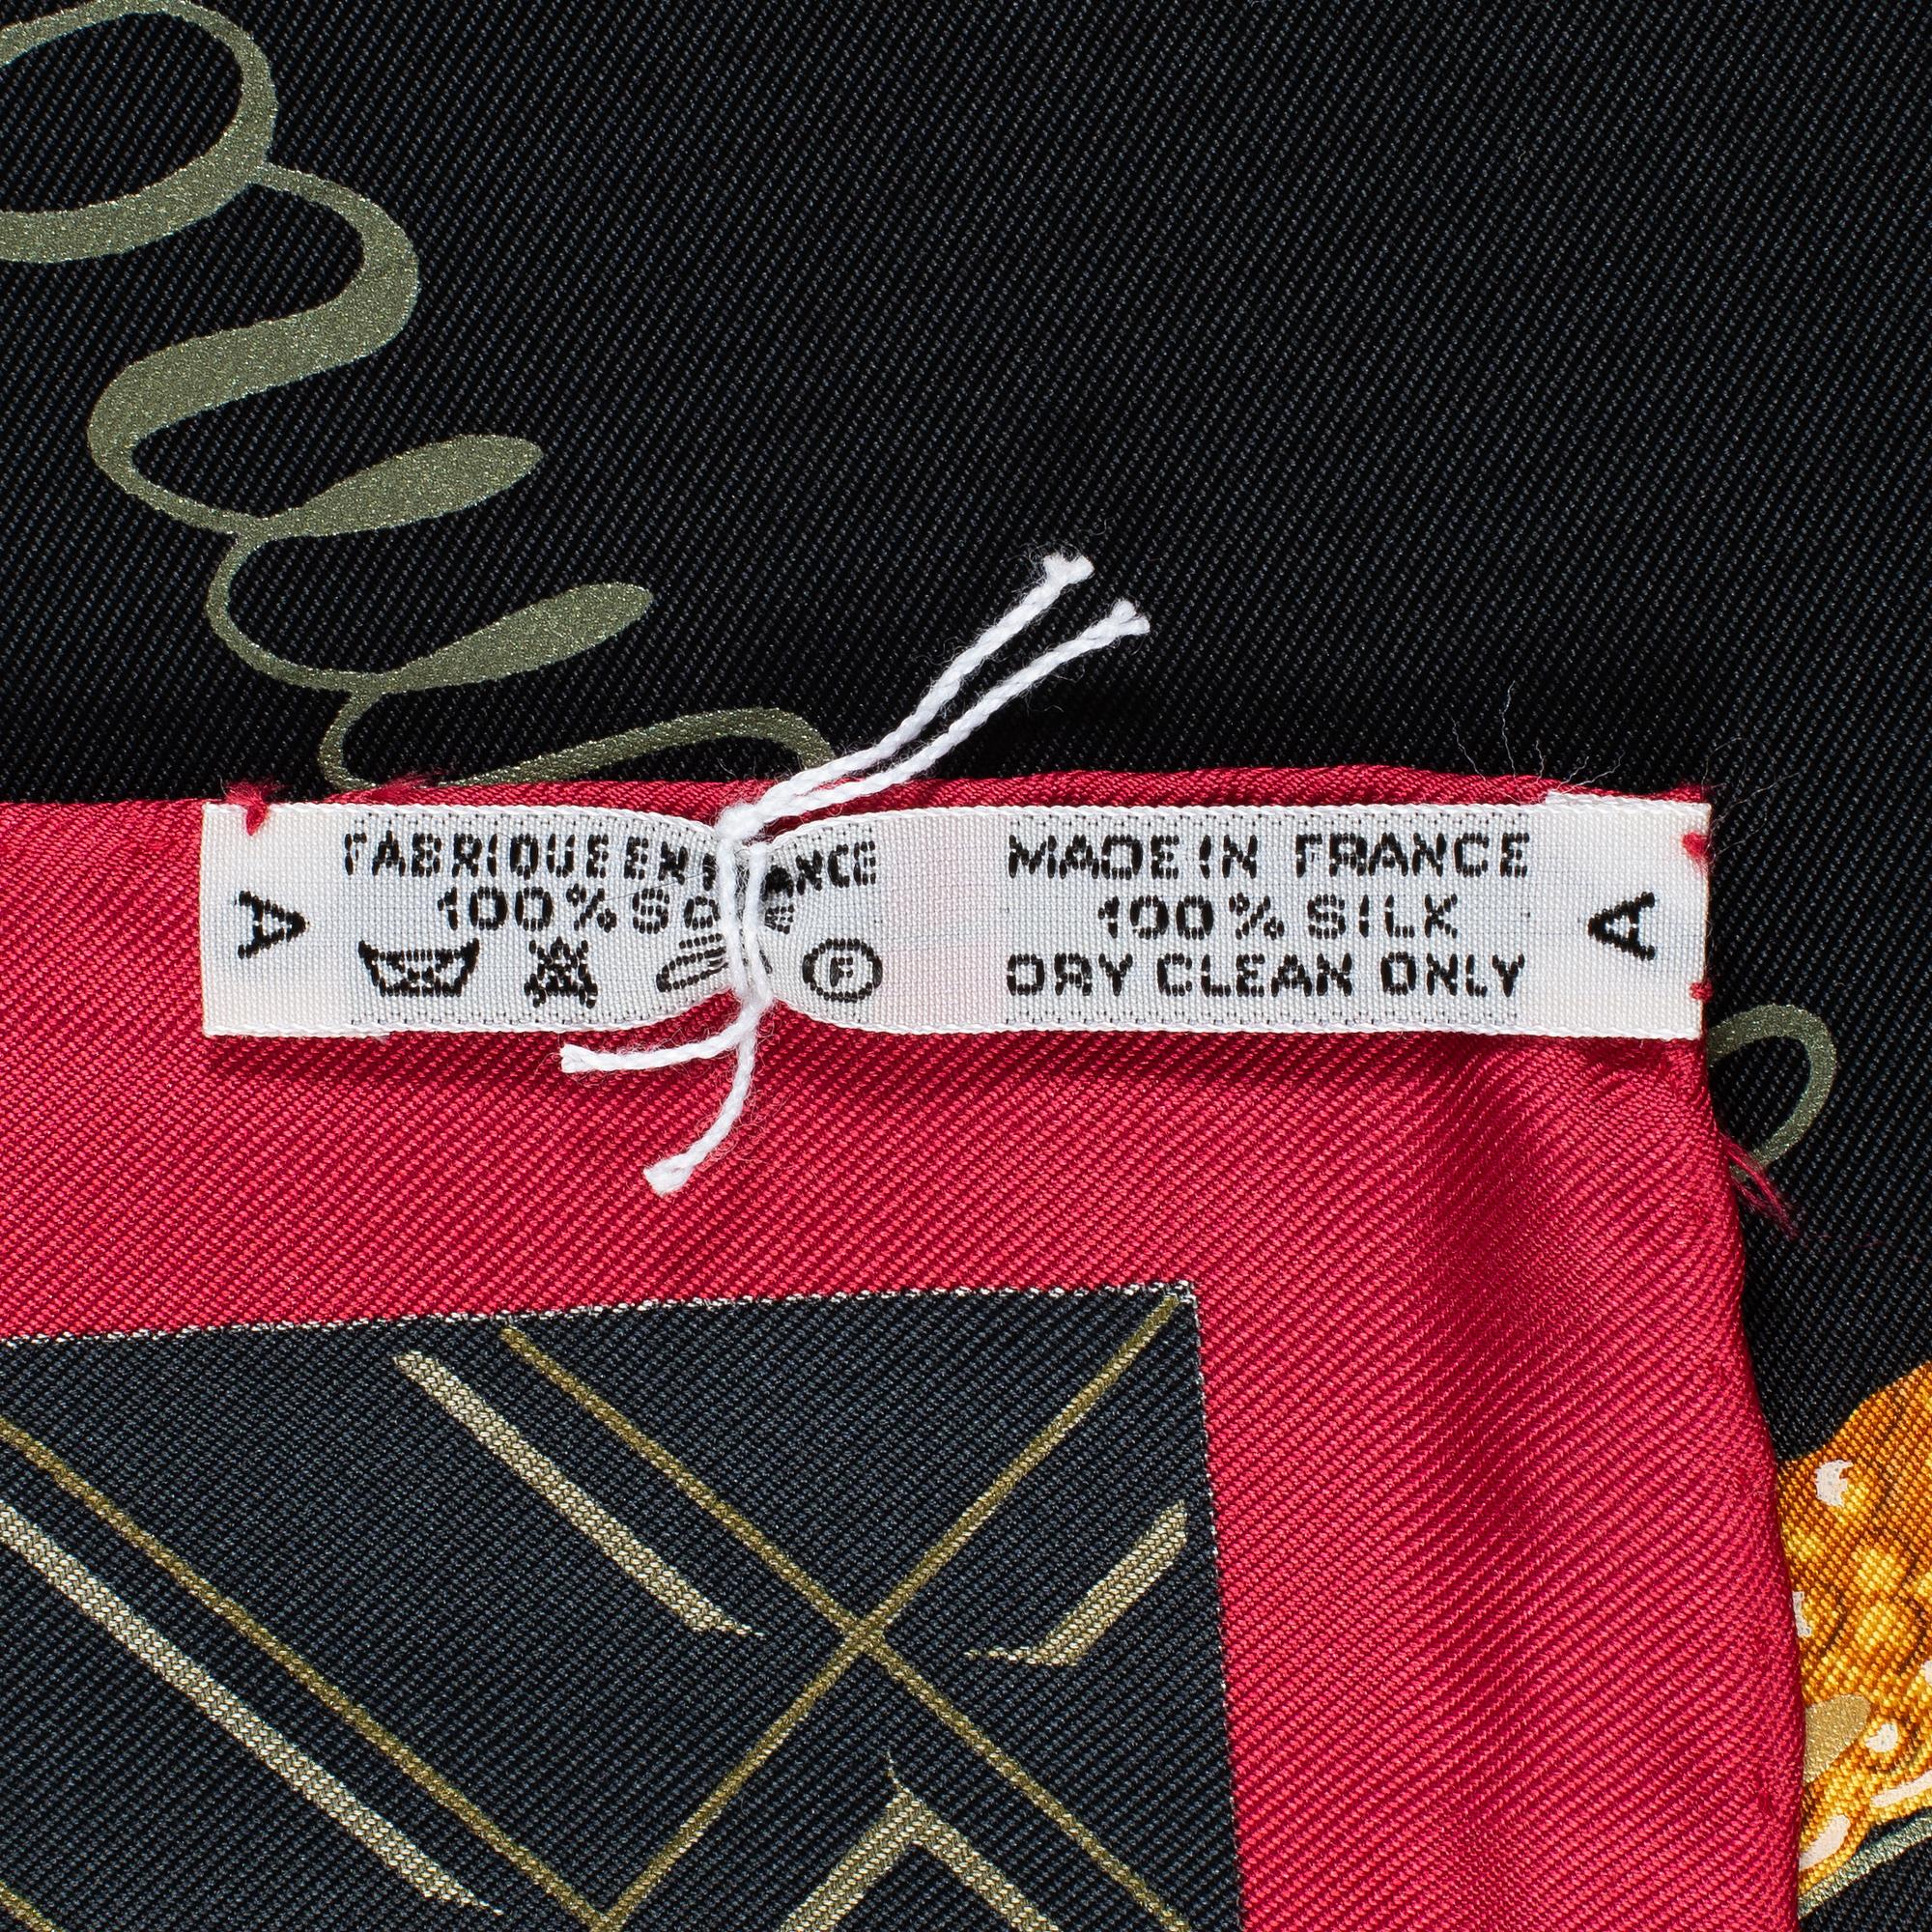 A
FABRIQUE EN FRANCE
100% SOIE
F
MADE IN FRANCE
100% SILK
DRY CLEAN ONLY
A